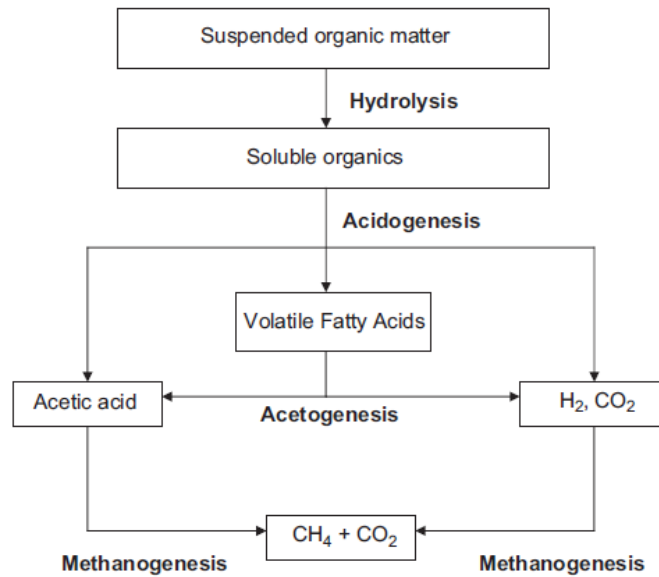 Suspended organic matter
Hydrolysis
Soluble organics
Acidogenesis
Volatile Fatty Acids
Acetic acid
Acetogenesis
H₂, CO₂
CH₄ + CO₂
Methanogenesis
Methanogenesis